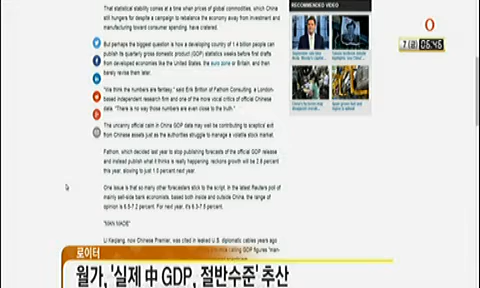 That statistical stability comes at a time when prices of global commodities, which China
still hungers for despite a campaign to rebalance the economy away from investment and
manufacturing toward consumer spending, have cratered.
But perhaps the biggest question is how a developing country of 1.4 billion people can
publish its quarterly gross domestic product (GDP) statistics weeks before first drafts
from developed economies like the United States, the euro zone or Britain, and then
barely revise them later.
"We think the numbers are fantasy," said Erik Britton of Fathom Consulting, a London-
based independent research firm and one of the more vocal critics of official Chinese
data. "There is no way those numbers are even close to the truth."
The uncanny official calm in China GDP data may well be contributing to sceptics' exit
from Chinese assets just as the authorities struggle to manage a volatile stock market.
Fathom, which decided last year to stop publishing forecasts of the official GDP release
and instead publish what it thinks is really happening, reckons growth will be 2.8 percent
this year, slowing to just 1.0 percent next year.
One issue is that so many other forecasters stick to the script. In the latest Reuters poll of
mainly sell-side bank economists, based both inside and outside China, the range of
opinion is 6.5-7.2 percent. For next year, it's 6.3-7.5 percent.
"MAN MADE"
Li Keqiang, now Chinese Premier, was cited in leaked U.S. diplomatic cables years ago
calling GDP figures "man-
RECOMMENDED VIDEO
7 (금) 06:46
로이터
월가, '실제 中 GDP, 절반수준' 추산